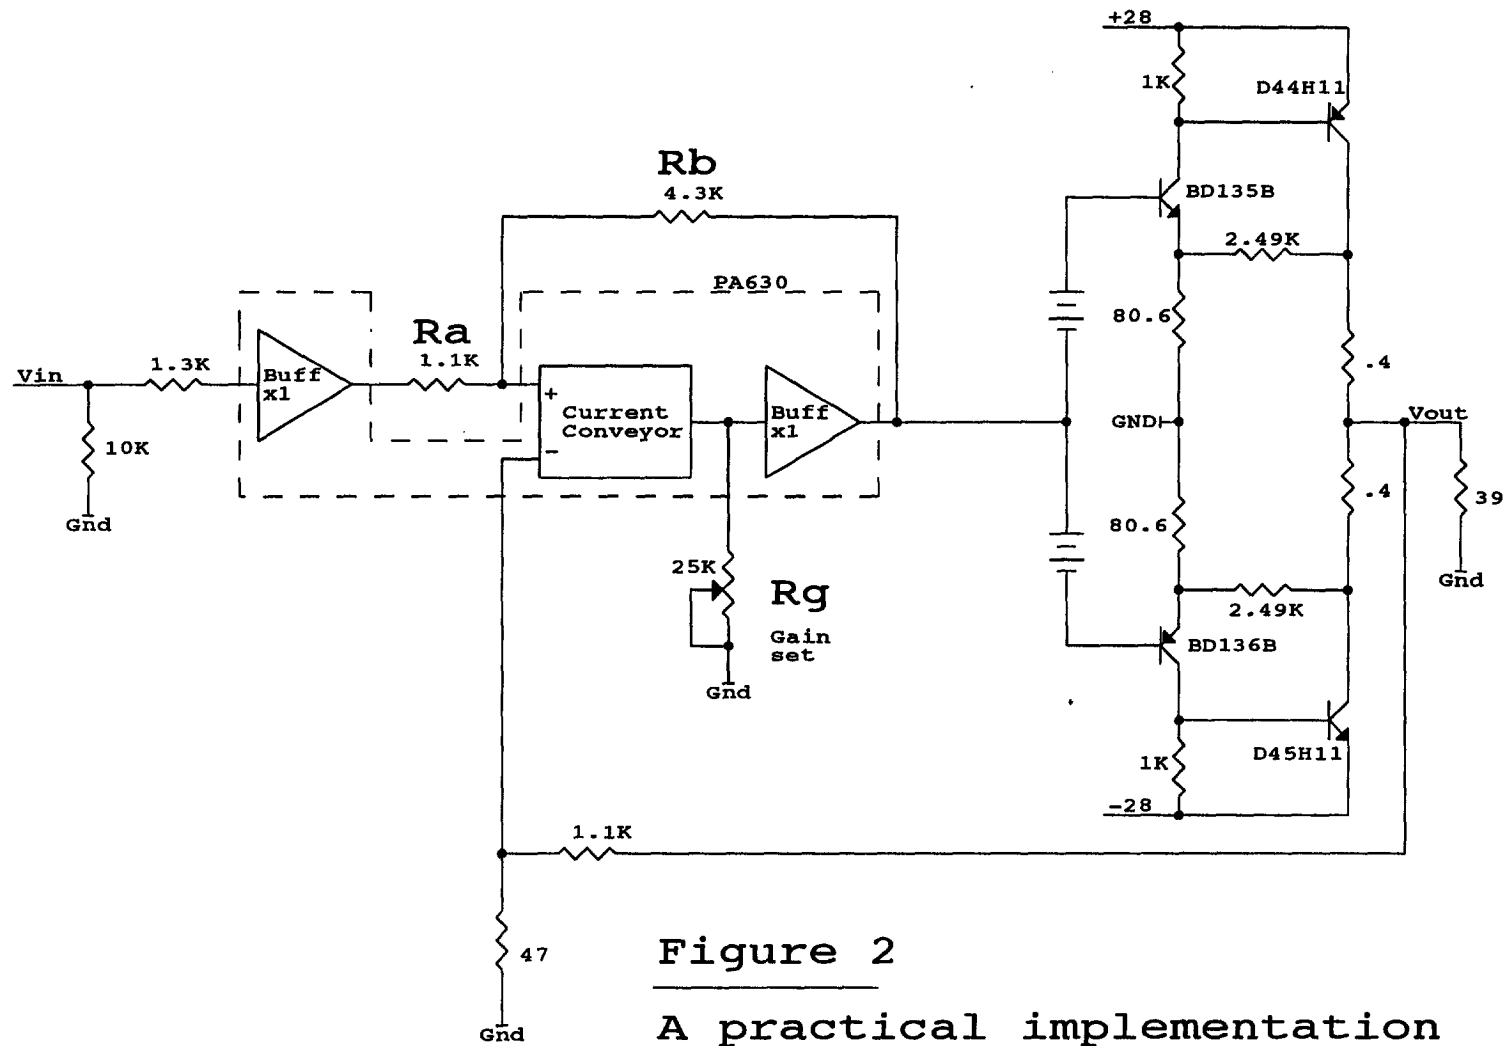 +28
1K
D44H11
Rb
4.3K
BD135B
2.49K
PA630
Ra
1.1K
80.6
.4
Vin
1.3K
Buff
x1
+
Current
Conveyor
-
Buff
x1
GND
Vout
10K
Gnd
80.6
.4
39
Gnd
25K
Rg
Gain
set
Gnd
2.49K
BD136B
D45H11
1K
-28
1.1K
47
Gnd
Figure 2
A practical implementation